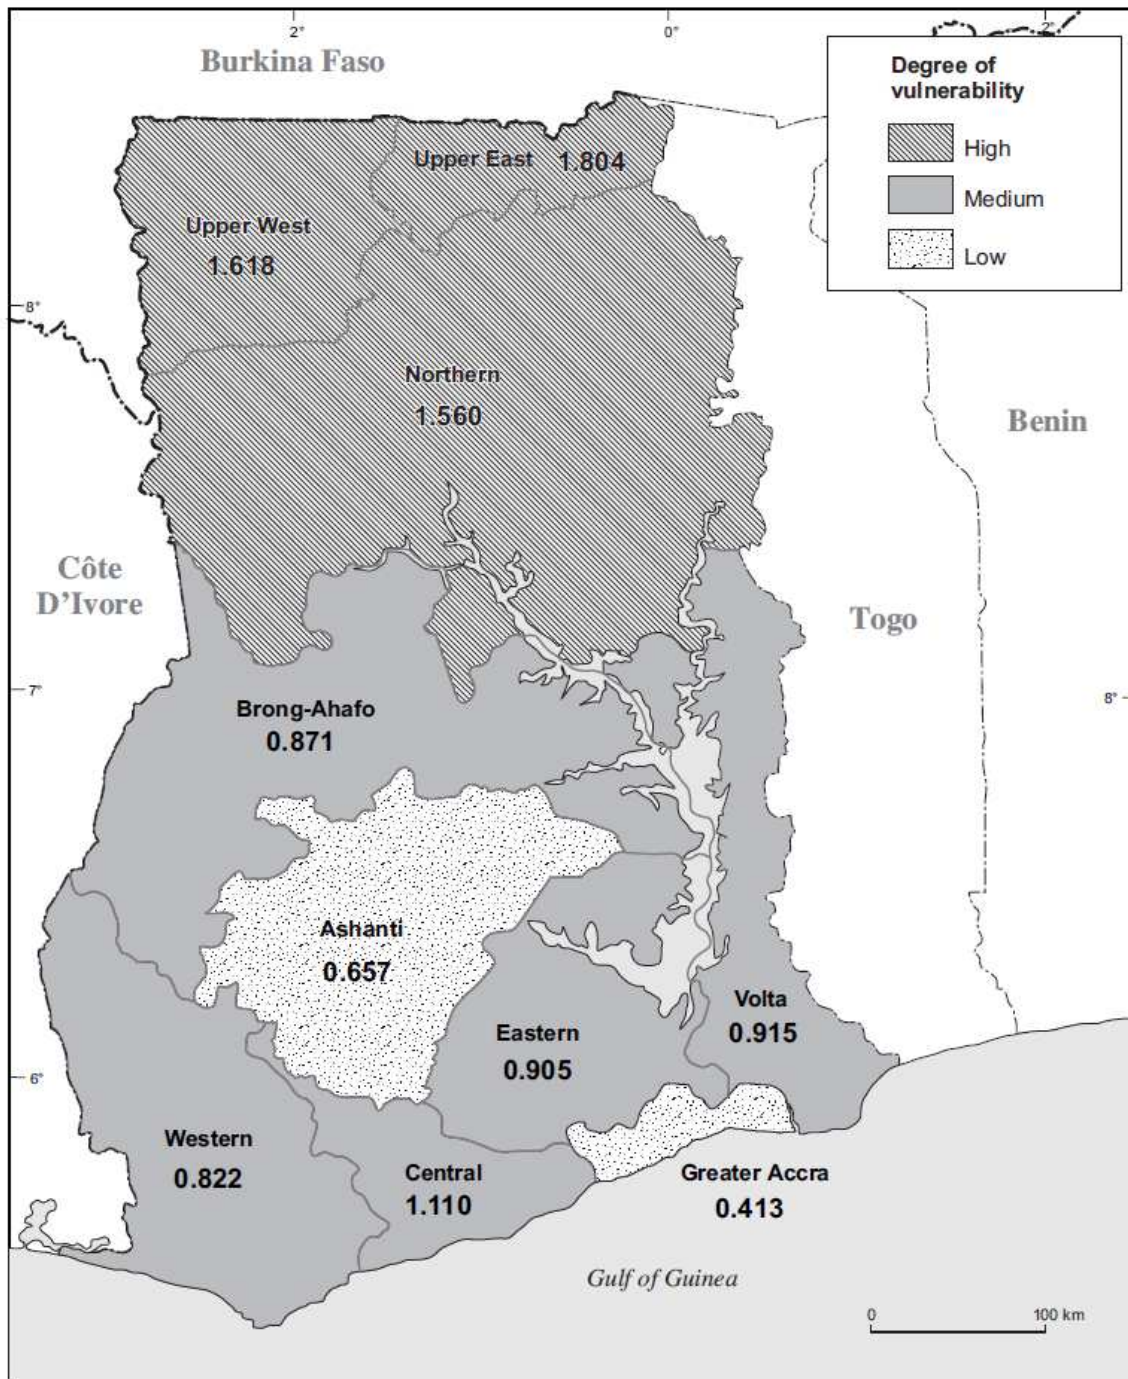 2°
0°
2°
Burkina Faso
Degree of
vulnerability
High
Medium
Low
Upper East 1.804
Upper West
1.618
8°
Northern
1.560
Benin
Côte
D'Ivore
Togo
7°
8°
Brong-Ahafo
0.871
Ashanti
0.657
Volta
0.915
Eastern
0.905
6°
Western
0.822
Central
1.110
Greater Accra
0.413
Gulf of Guinea
0 100 km